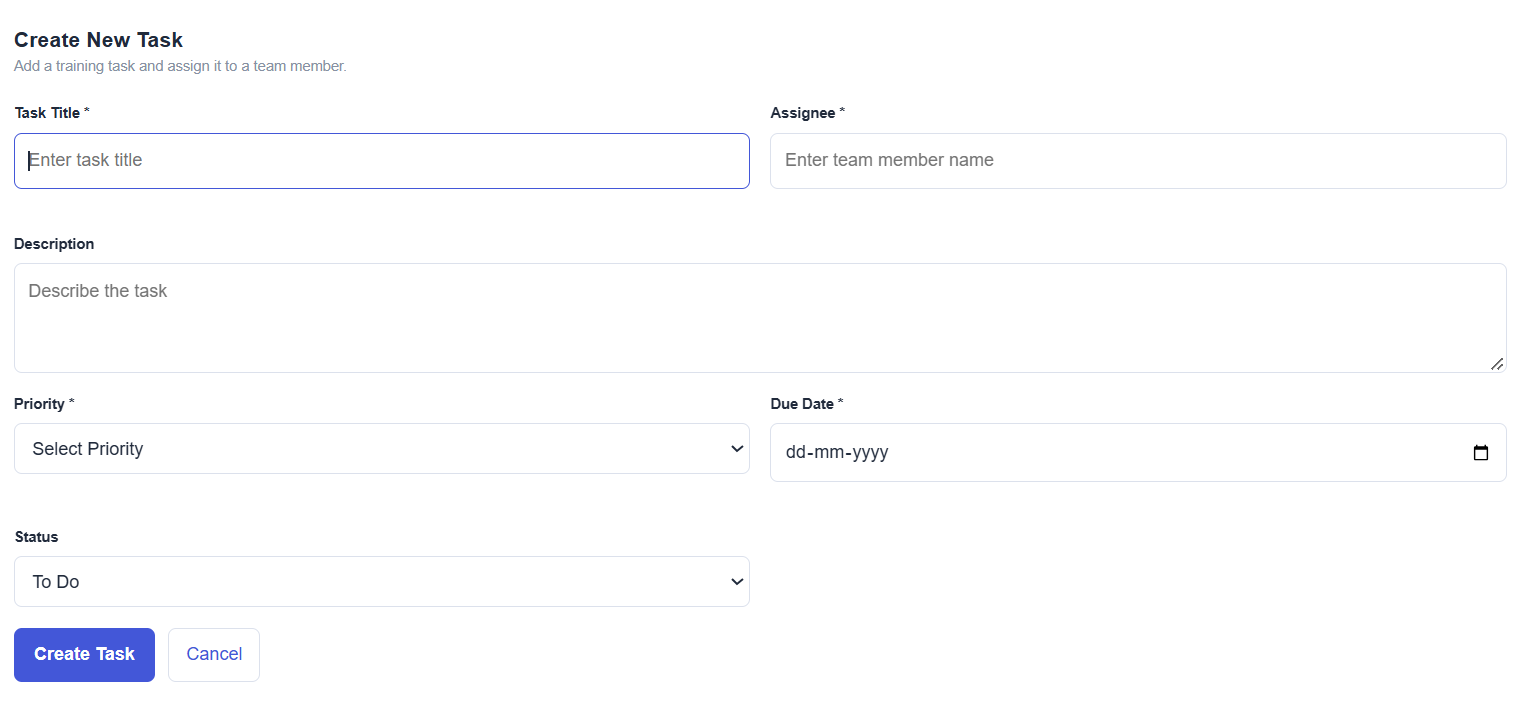 Create New Task
Add a training task and assign it to a team member.
Task Title *
Assignee *
Enter task title
Enter team member name
Description
Describe the task
Priority *
Due Date *
Select Priority
dd-mm-yyyy
Status
To Do
Create Task
Cancel